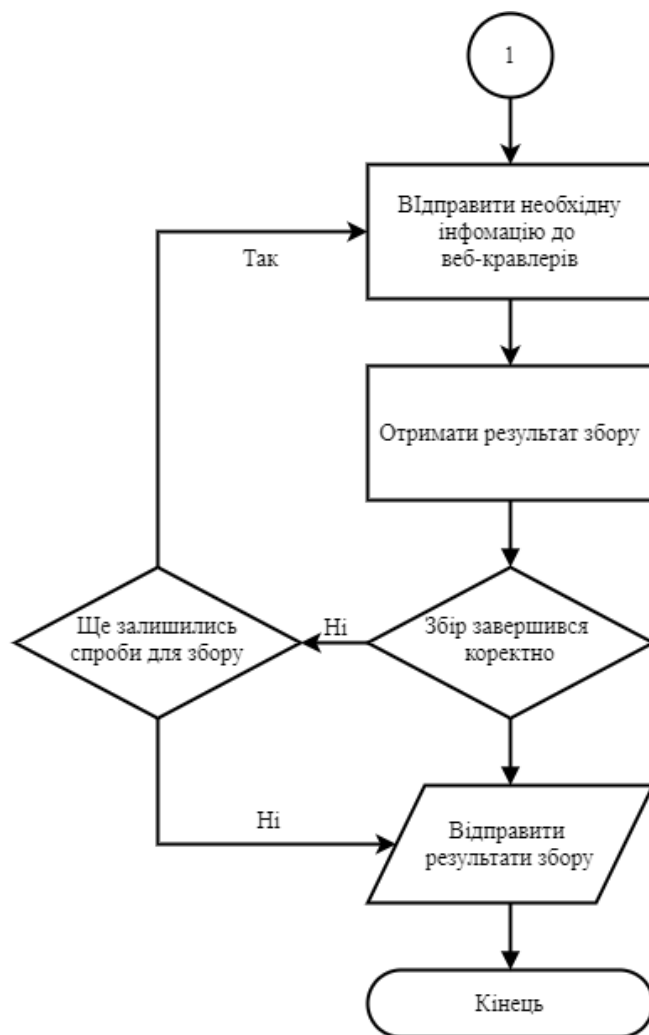 1
ВІдправити необхідну
інфомацію до
веб-кравлерів
Так
Отримати результат збору
Ще залишились
спроби для збору
Ні
Збір завершився
коректно
Ні
Відправити
результати збору
Кінець